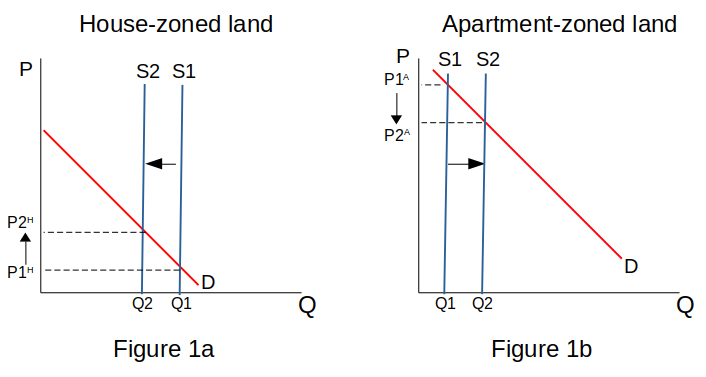 House-zoned land
P
S2 S1
P2ᴴ
P1ᴴ
D
Q2 Q1
Q
Figure 1a
Apartment-zoned land
P
S1 S2
P1ᴬ
P2ᴬ
D
Q1 Q2
Q
Figure 1b